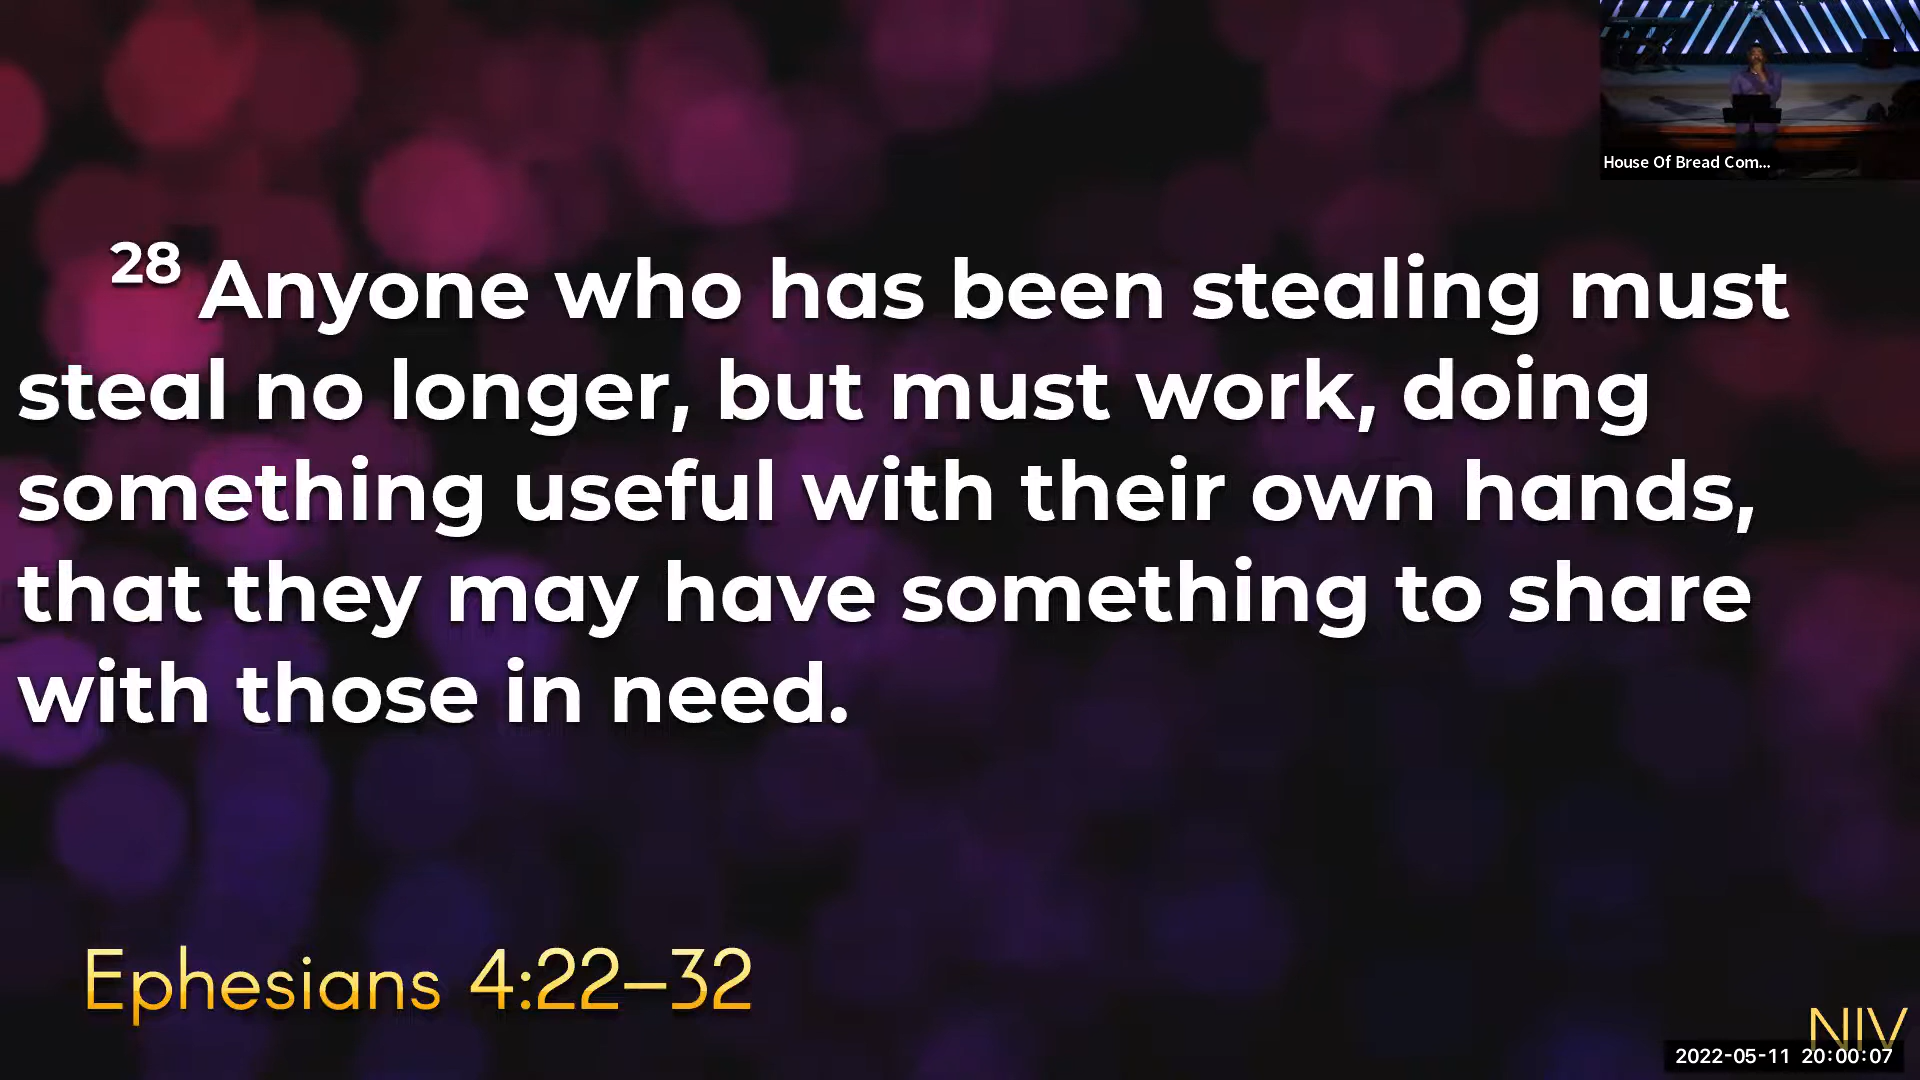 House Of Bread Com...
28 Anyone who has been stealing must
steal no longer, but must work, doing
something useful with their own hands,
that they may have something to share
with those in need.
Ephesians 4:22–32
NIV
2022-05-11 20:00:07